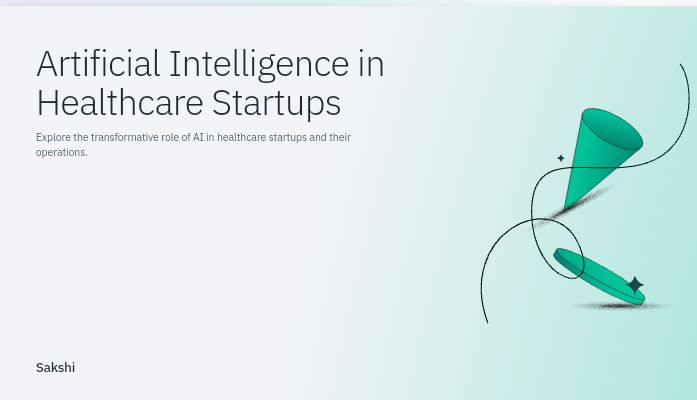 Artificial Intelligence in
Healthcare Startups
Explore the transformative role of AI in healthcare startups and their
operations.
Sakshi